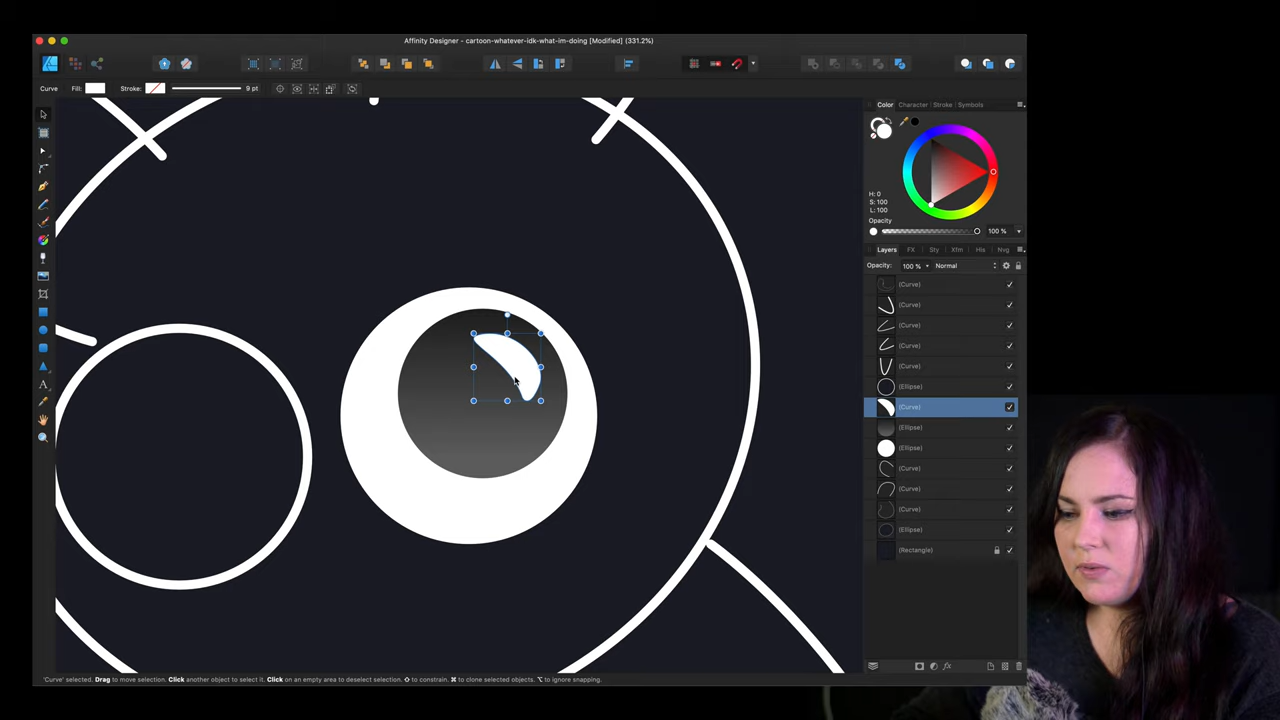 Affinity Designer - cartoon-whatever-idk-what-im-doing [Modified] (331.2%)
Curve Fill: Stroke: 9 pt
Color Character Stroke Symbols
H: 0
S: 100
L: 100
Opacity
100 %
Layers FX Sty Xfm His Nvg
Opacity: 100 % Normal
(Curve)
(Curve)
(Curve)
(Curve)
(Curve)
(Ellipse)
(Curve)
(Ellipse)
(Ellipse)
(Curve)
(Curve)
(Curve)
(Ellipse)
(Rectangle)
'Curve' selected. Drag to move selection. Click another object to select it. Click on an empty area to deselect selection. ⇧ to constrain. ⌘ to clone selected objects. ⌥ to ignore snapping.